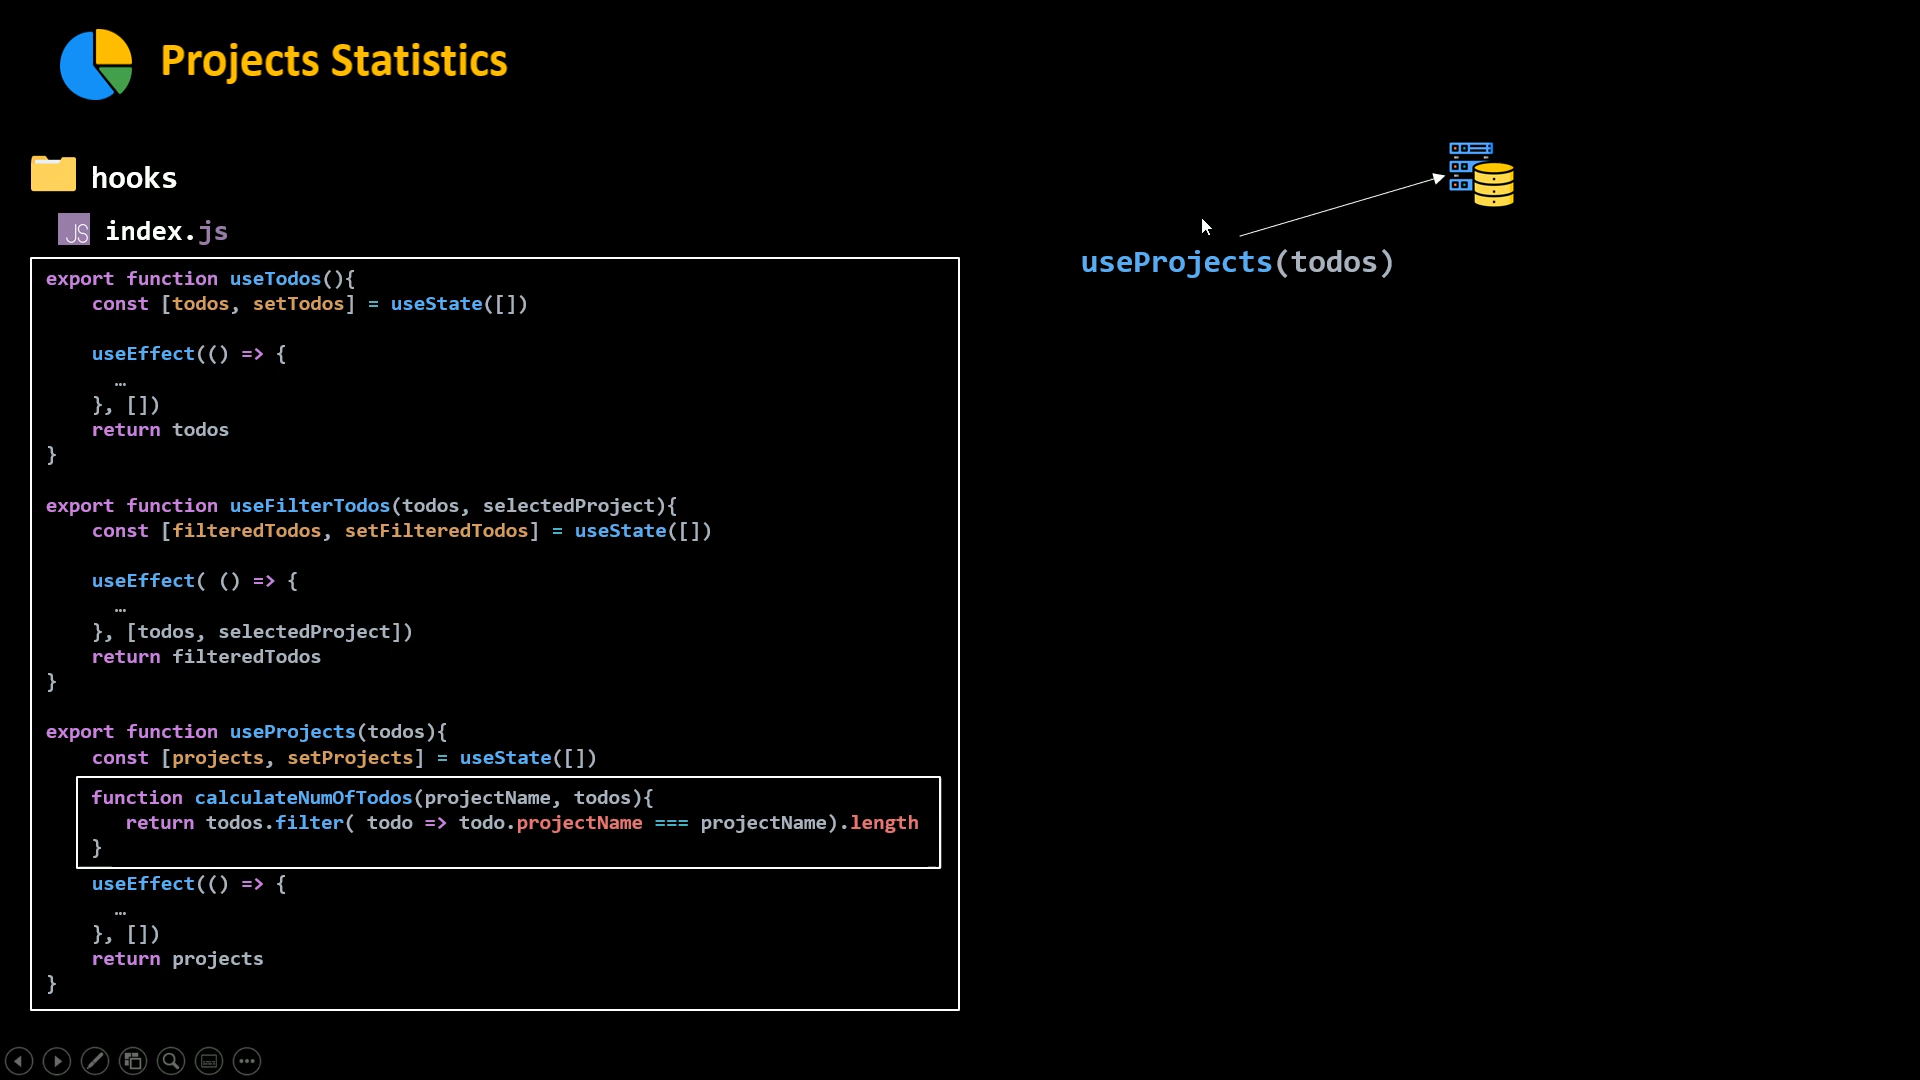 Projects Statistics
hooks
JS index.js
export function useTodos(){
    const [todos, setTodos] = useState([])

    useEffect(() => {
      …
    }, [])
    return todos
}

export function useFilterTodos(todos, selectedProject){
    const [filteredTodos, setFilteredTodos] = useState([])

    useEffect( () => {
      …
    }, [todos, selectedProject])
    return filteredTodos
}

export function useProjects(todos){
    const [projects, setProjects] = useState([])
    function calculateNumOfTodos(projectName, todos){
       return todos.filter( todo => todo.projectName === projectName).length
    }
    useEffect(() => {
      …
    }, [])
    return projects
}
useProjects(todos)